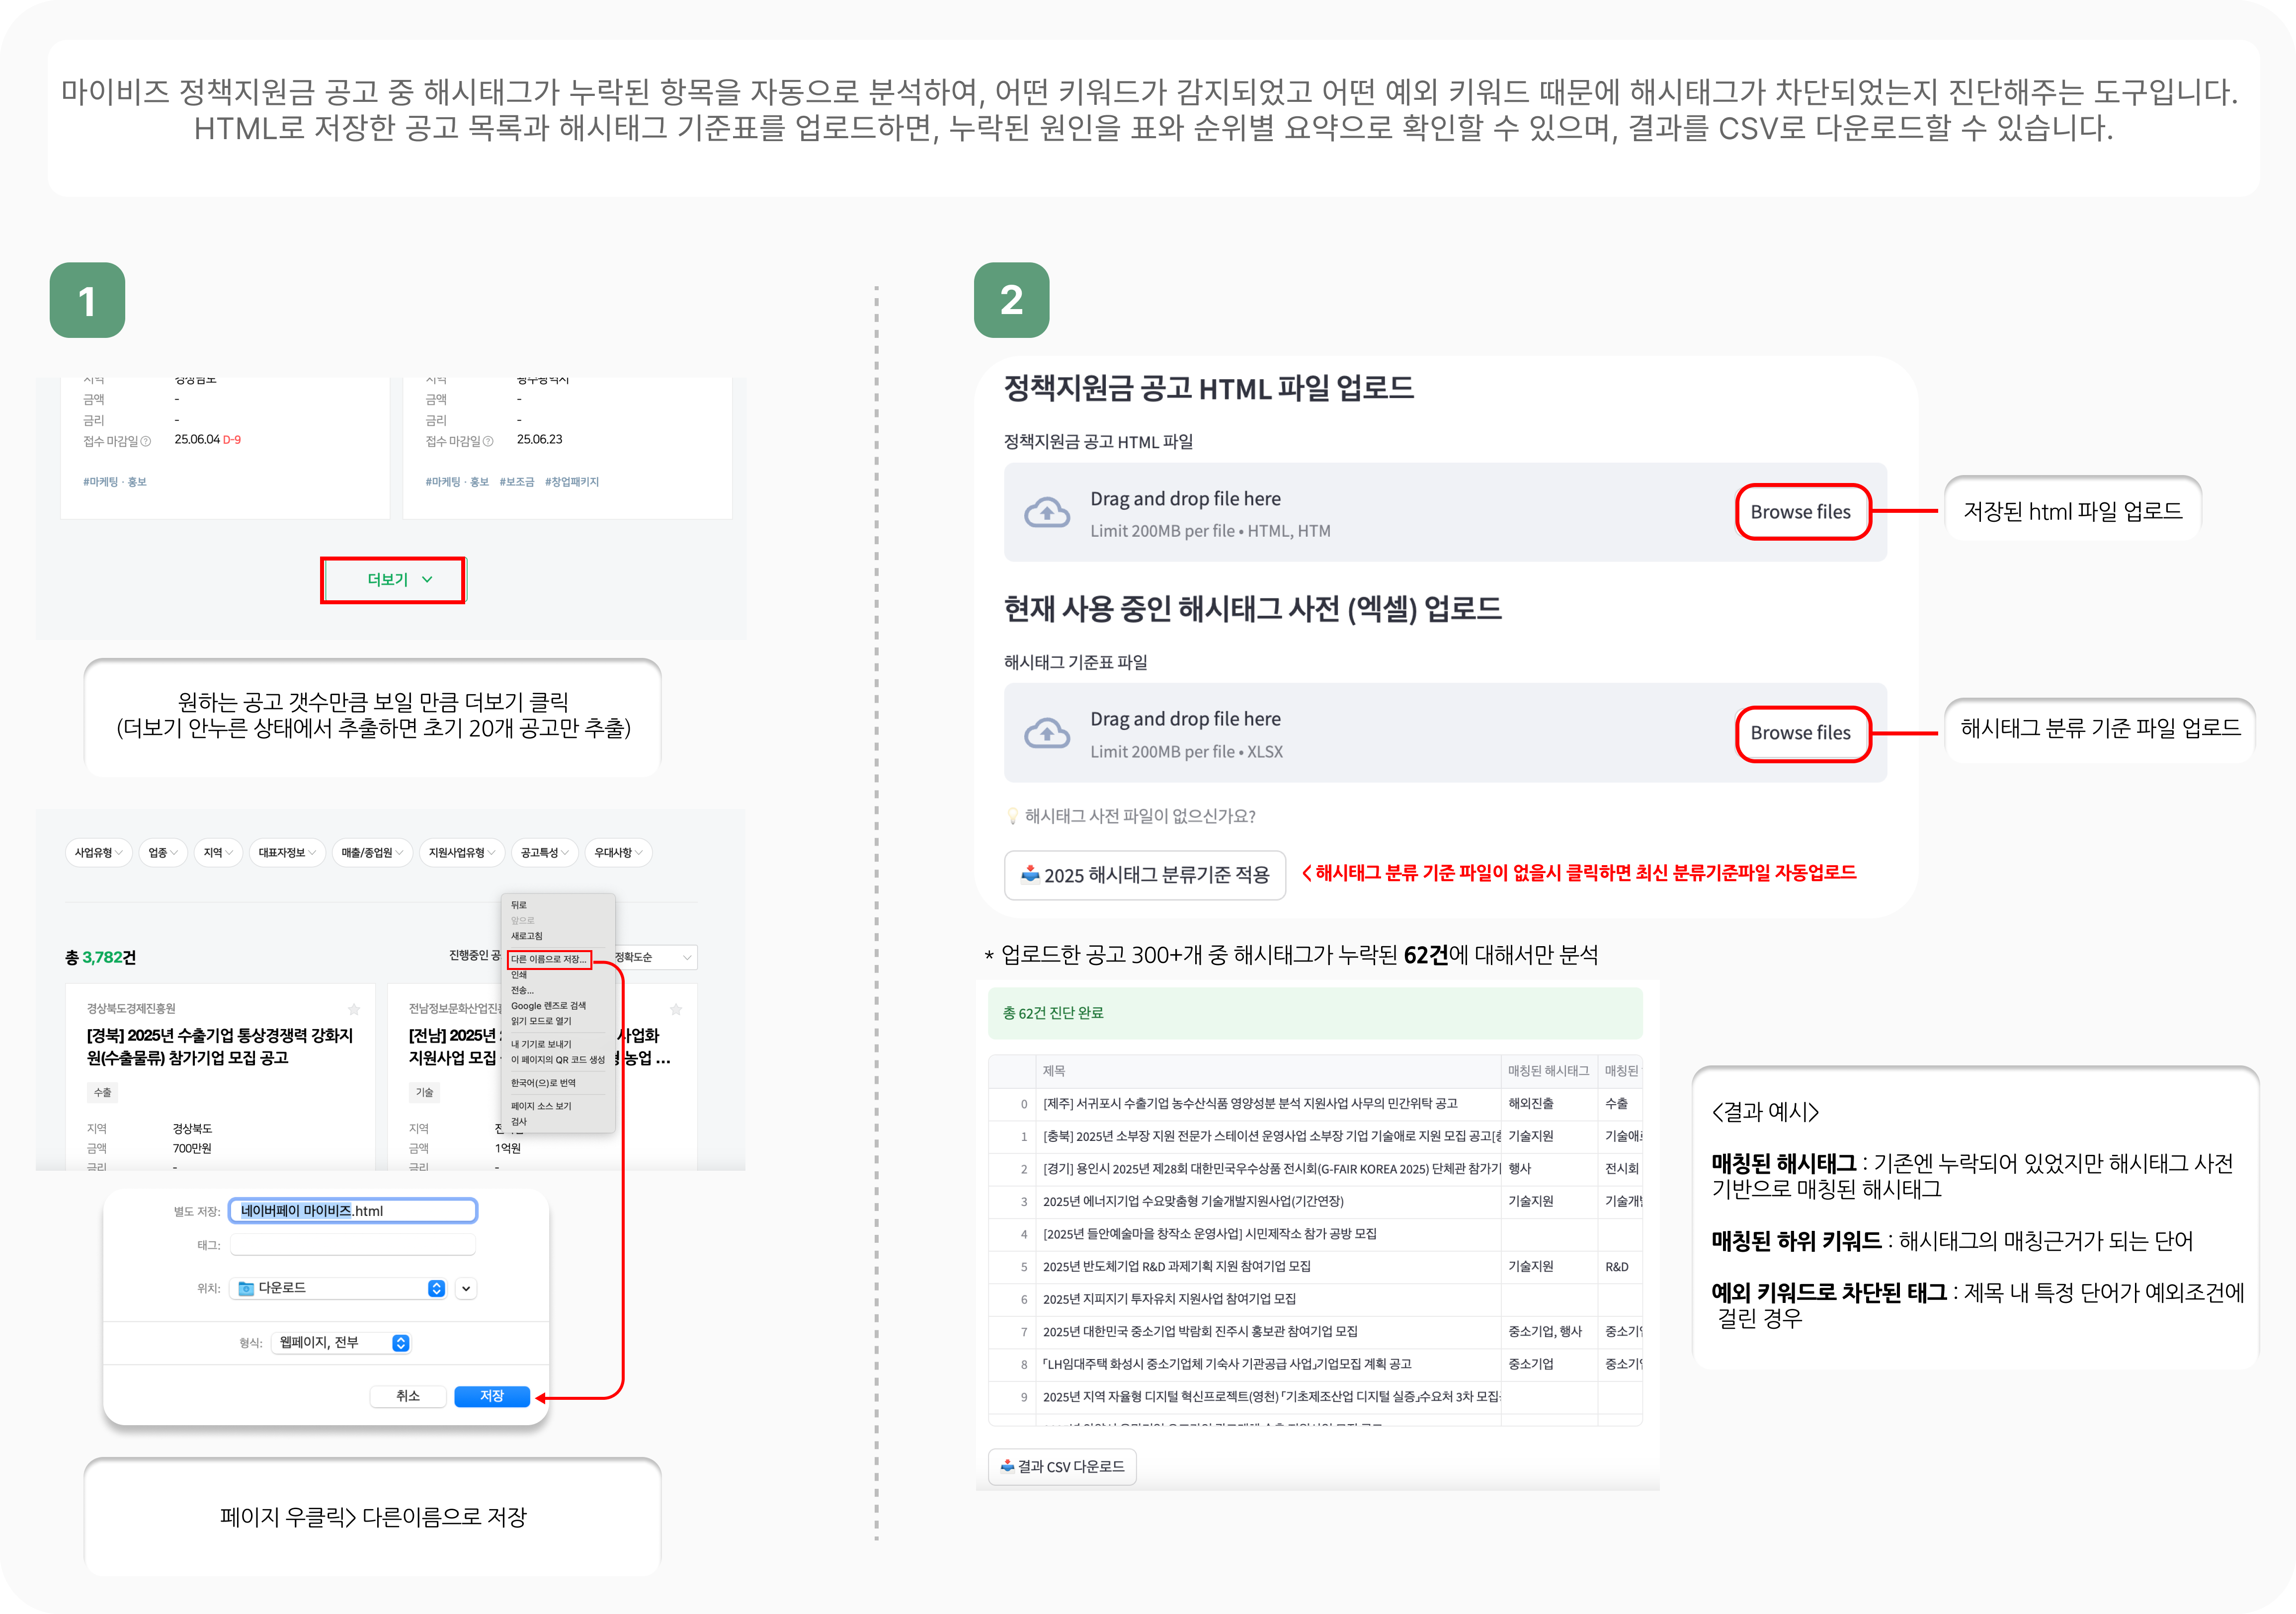 마이비즈 정책지원금 공고 중 해시태그가 누락된 항목을 자동으로 분석하여, 어떤 키워드가 감지되었고 어떤 예외 키워드 때문에 해시태그가 차단되었는지 진단해주는 도구입니다.
HTML로 저장한 공고 목록과 해시태그 기준표를 업로드하면, 누락된 원인을 표와 순위별 요약으로 확인할 수 있으며, 결과를 CSV로 다운로드할 수 있습니다.
1
금액 - 금액 -
금리 - 금리 -
접수 마감일 ? 25.06.04 D-9 접수 마감일 ? 25.06.23
#마케팅 · 홍보 #마케팅 · 홍보 #보조금 #창업패키지
더보기
원하는 공고 갯수만큼 보일 만큼 더보기 클릭
(더보기 안누른 상태에서 추출하면 초기 20개 공고만 추출)
사업유형 업종 지역 대표자정보 매출/종업원 지원사업유형 공고특성 우대사항
총 3,782건 진행중인 공 정확도순
뒤로
앞으로
새로고침
다른 이름으로 저장...
인쇄
전송...
Google 렌즈로 검색
읽기 모드로 열기
내 기기로 보내기
이 페이지의 QR 코드 생성
한국어(으)로 번역
페이지 소스 보기
검사
경상북도경제진흥원
[경북] 2025년 수출기업 통상경쟁력 강화지
원(수출물류) 참가기업 모집 공고
수출
지역 경상북도
금액 700만원
금리 -
전남정보문화산업진
[전남] 2025년 사업화
지원사업 모집 농업 ...
기술
지역
금액 1억원
금리 -
별도 저장: 네이버페이 마이비즈.html
태그:
위치: 다운로드
형식: 웹페이지, 전부
취소 저장
페이지 우클릭> 다른이름으로 저장
2
정책지원금 공고 HTML 파일 업로드
정책지원금 공고 HTML 파일
Drag and drop file here
Limit 200MB per file • HTML, HTM
Browse files
저장된 html 파일 업로드
현재 사용 중인 해시태그 사전 (엑셀) 업로드
해시태그 기준표 파일
Drag and drop file here
Limit 200MB per file • XLSX
Browse files
해시태그 분류 기준 파일 업로드
💡 해시태그 사전 파일이 없으신가요?
📥 2025 해시태그 분류기준 적용
< 해시태그 분류 기준 파일이 없을시 클릭하면 최신 분류기준파일 자동업로드
* 업로드한 공고 300+개 중 해시태그가 누락된 62건에 대해서만 분석
총 62건 진단 완료
제목 매칭된 해시태그 매칭된
0 [제주] 서귀포시 수출기업 농수산식품 영양성분 분석 지원사업 사무의 민간위탁 공고 해외진출 수출
1 [충북] 2025년 소부장 지원 전문가 스테이션 운영사업 소부장 기업 기술애로 지원 모집 공고[ 기술지원 기술애로
2 [경기] 용인시 2025년 제28회 대한민국우수상품 전시회(G-FAIR KOREA 2025) 단체관 참가기 행사 전시회
3 2025년 에너지기업 수요맞춤형 기술개발지원사업(기간연장) 기술지원 기술개
4 [2025년 들안예술마을 창작소 운영사업] 시민제작소 참가 공방 모집
5 2025년 반도체기업 R&D 과제기획 지원 참여기업 모집 기술지원 R&D
6 2025년 지피지기 투자유치 지원사업 참여기업 모집
7 2025년 대한민국 중소기업 박람회 진주시 홍보관 참여기업 모집 중소기업, 행사 중소기
8 「LH임대주택 화성시 중소기업체 기숙사 기관공급 사업」기업모집 계획 공고 중소기업 중소기
9 2025년 지역 자율형 디지털 혁신프로젝트(영천) 「기초제조산업 디지털 실증」수요처 3차 모집
📥 결과 CSV 다운로드
<결과 예시>
매칭된 해시태그 : 기존엔 누락되어 있었지만 해시태그 사전
기반으로 매칭된 해시태그
매칭된 하위 키워드 : 해시태그의 매칭근거가 되는 단어
예외 키워드로 차단된 태그 : 제목 내 특정 단어가 예외조건에
걸린 경우